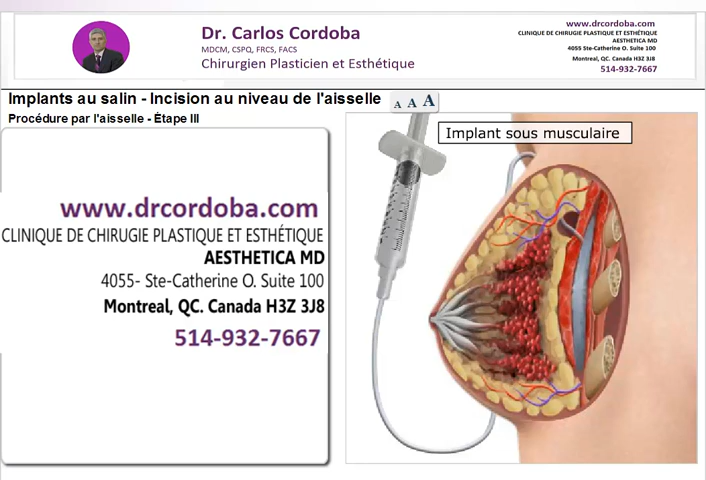 Dr. Carlos Cordoba
MDCM, CSPQ, FRCS, FACS
Chirurgien Plasticien et Esthétique
www.drcordoba.com
CLINIQUE DE CHIRURGIE PLASTIQUE ET ESTHÉTIQUE
AESTHETICA MD
4055 Ste-Catherine O. Suite 100
Montreal, QC. Canada H3Z 3J8
514-932-7667
Implants au salin - Incision au niveau de l'aisselle
A A A
Procédure par l'aisselle - Étape III
www.drcordoba.com
CLINIQUE DE CHIRUGIE PLASTIQUE ET ESTHÉTIQUE
AESTHETICA MD
4055- Ste-Catherine O. Suite 100
Montreal, QC. Canada H3Z 3J8
514-932-7667
Implant sous musculaire